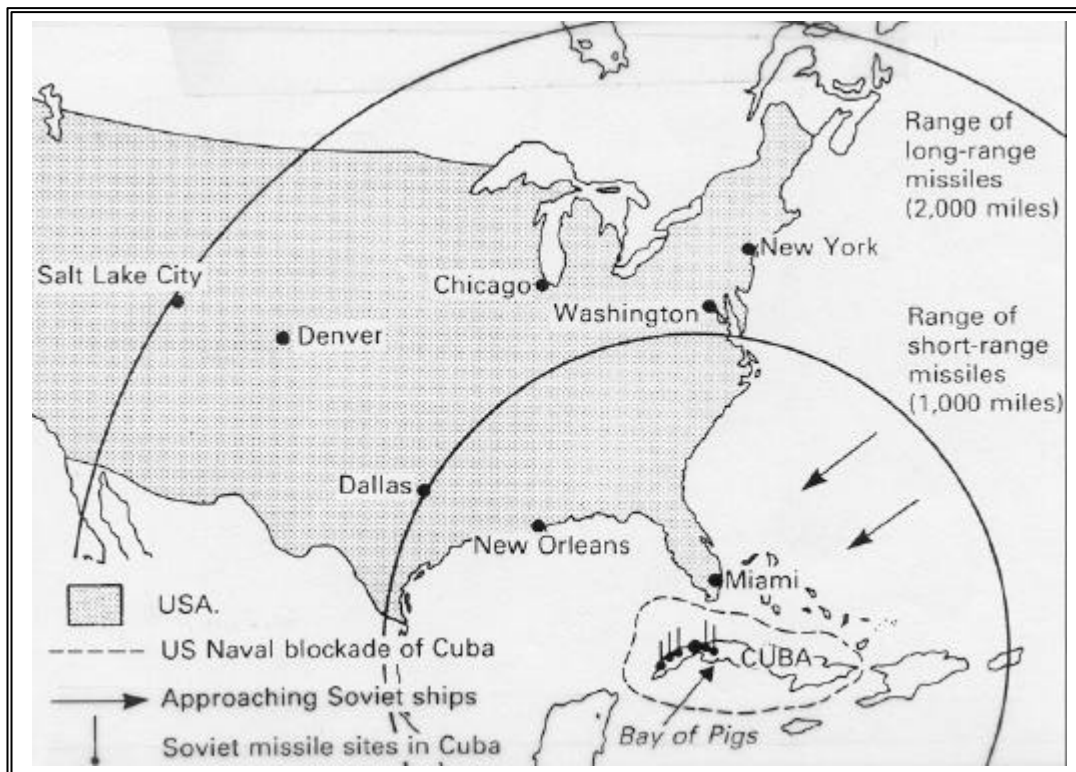 Range of
long-range
missiles
(2,000 miles)
New York
Salt Lake City
Chicago
Washington
Denver
Range of
short-range
missiles
(1,000 miles)
Dallas
New Orleans
Miami
USA.
US Naval blockade of Cuba
CUBA
Approaching Soviet ships
Bay of Pigs
Soviet missile sites in Cuba